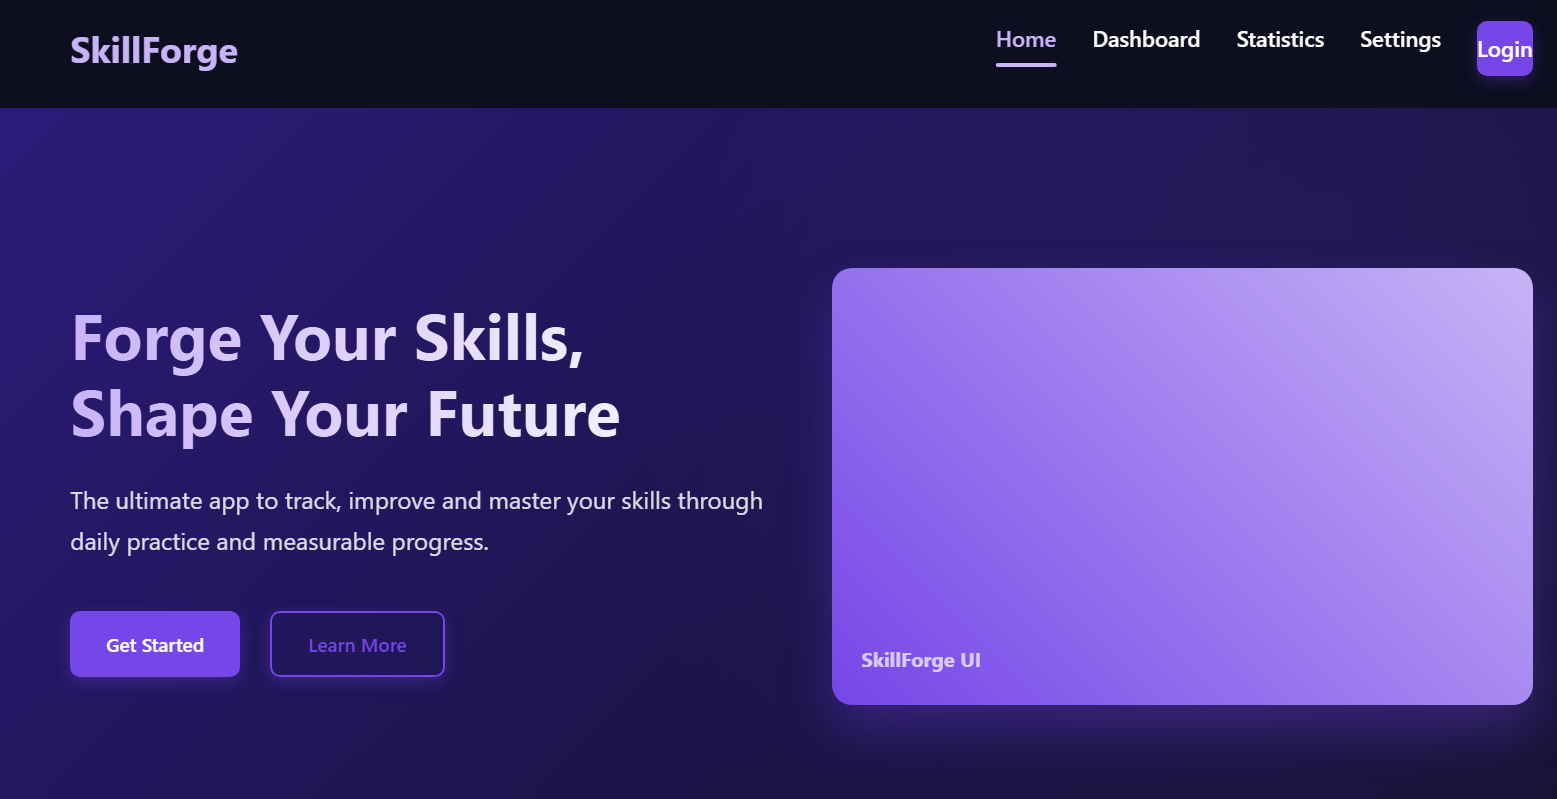 SkillForge
Home
Dashboard
Statistics
Settings
Login
Forge Your Skills,
Shape Your Future
The ultimate app to track, improve and master your skills through
daily practice and measurable progress.
Get Started
Learn More
SkillForge UI